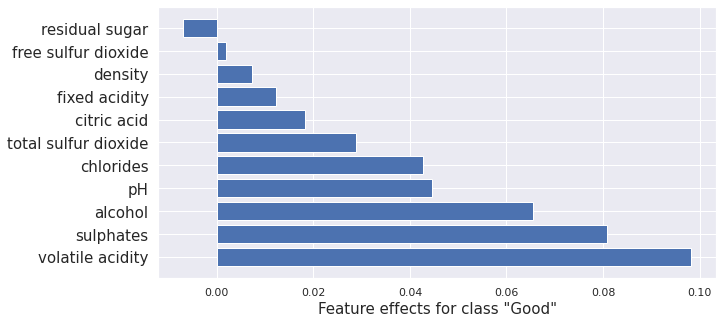 residual sugar
free sulfur dioxide
density
fixed acidity
citric acid
total sulfur dioxide
chlorides
pH
alcohol
sulphates
volatile acidity
0.00 0.02 0.04 0.06 0.08 0.10
Feature effects for class "Good"